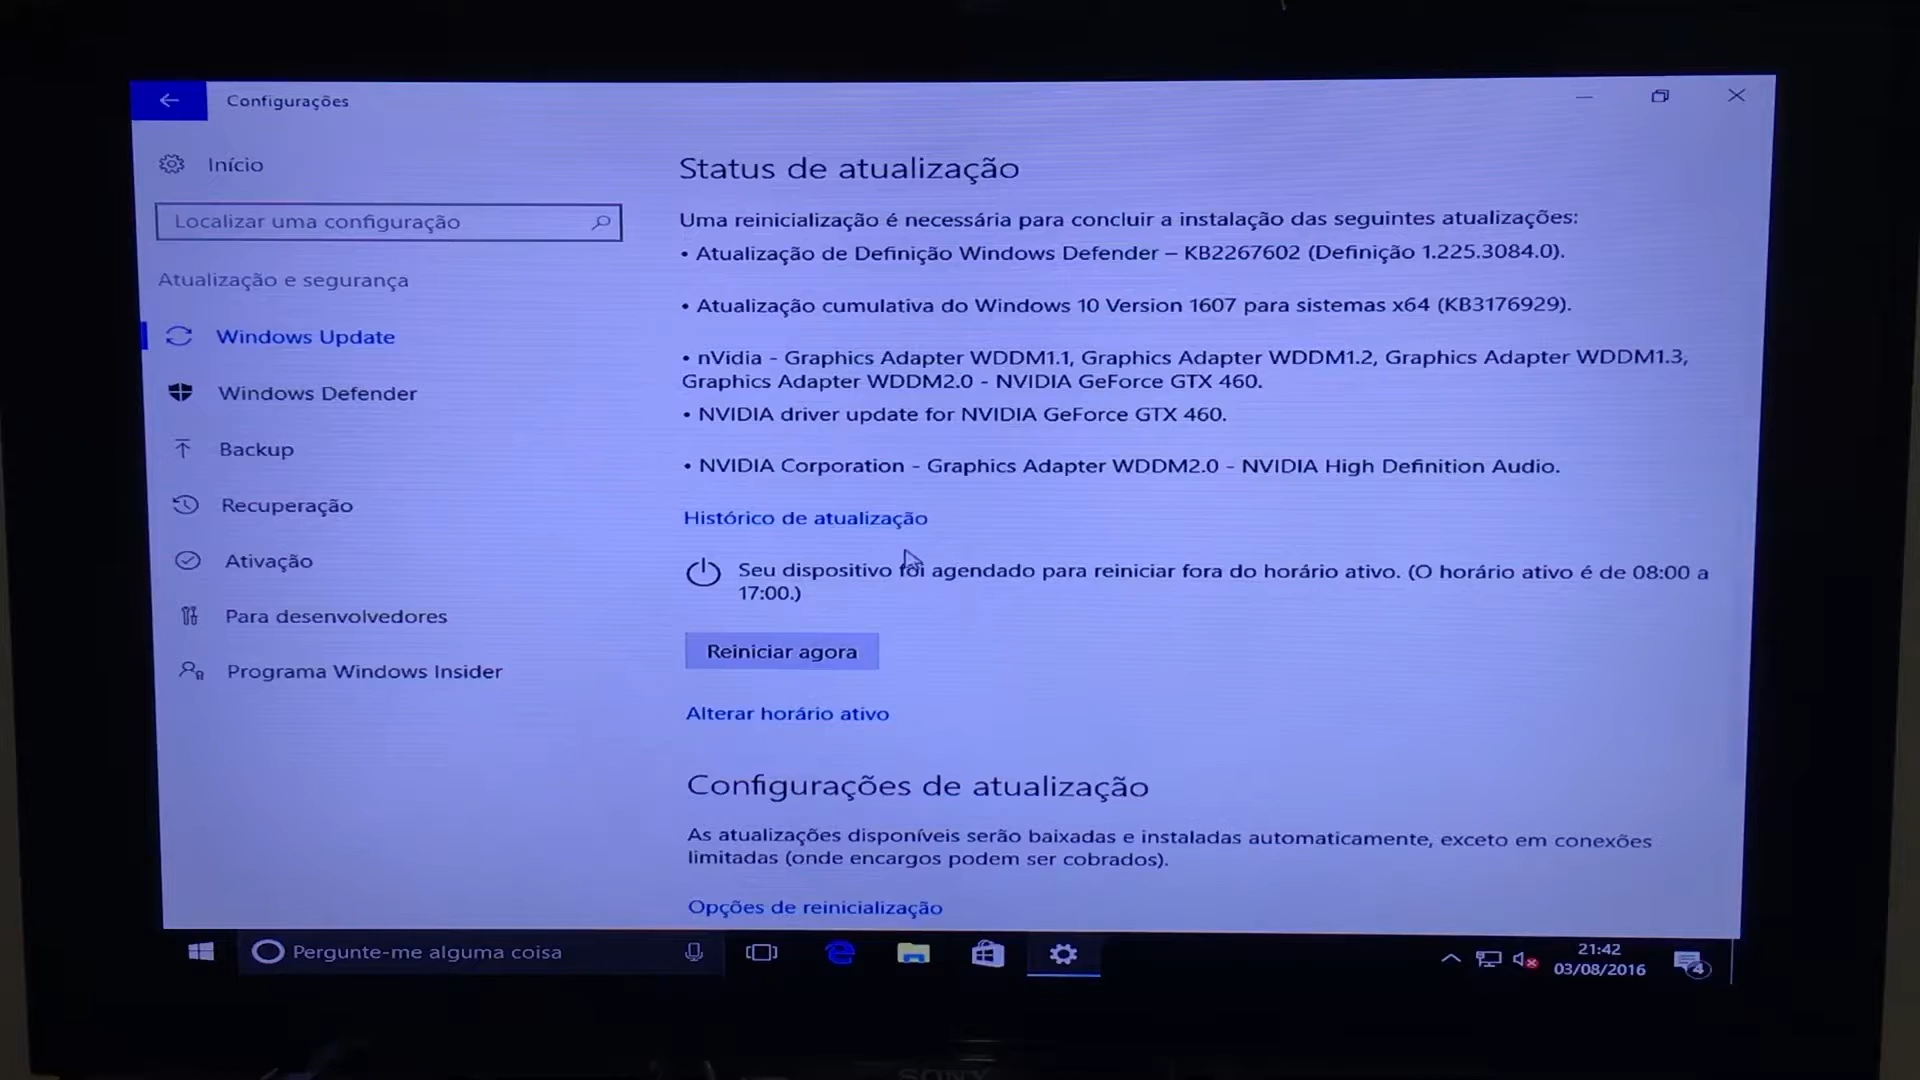 Configurações
Início
Localizar uma configuração
Atualização e segurança
Windows Update
Windows Defender
Backup
Recuperação
Ativação
Para desenvolvedores
Programa Windows Insider
Status de atualização
Uma reinicialização é necessária para concluir a instalação das seguintes atualizações:
• Atualização de Definição Windows Defender – KB2267602 (Definição 1.225.3084.0).
• Atualização cumulativa do Windows 10 Version 1607 para sistemas x64 (KB3176929).
• nVidia - Graphics Adapter WDDM1.1, Graphics Adapter WDDM1.2, Graphics Adapter WDDM1.3,
Graphics Adapter WDDM2.0 - NVIDIA GeForce GTX 460.
• NVIDIA driver update for NVIDIA GeForce GTX 460.
• NVIDIA Corporation - Graphics Adapter WDDM2.0 - NVIDIA High Definition Audio.
Histórico de atualização
Seu dispositivo foi agendado para reiniciar fora do horário ativo. (O horário ativo é de 08:00 a
17:00.)
Reiniciar agora
Alterar horário ativo
Configurações de atualização
As atualizações disponíveis serão baixadas e instaladas automaticamente, exceto em conexões
limitadas (onde encargos podem ser cobrados).
Opções de reinicialização
Pergunte-me alguma coisa
21:42
03/08/2016
4
SONY